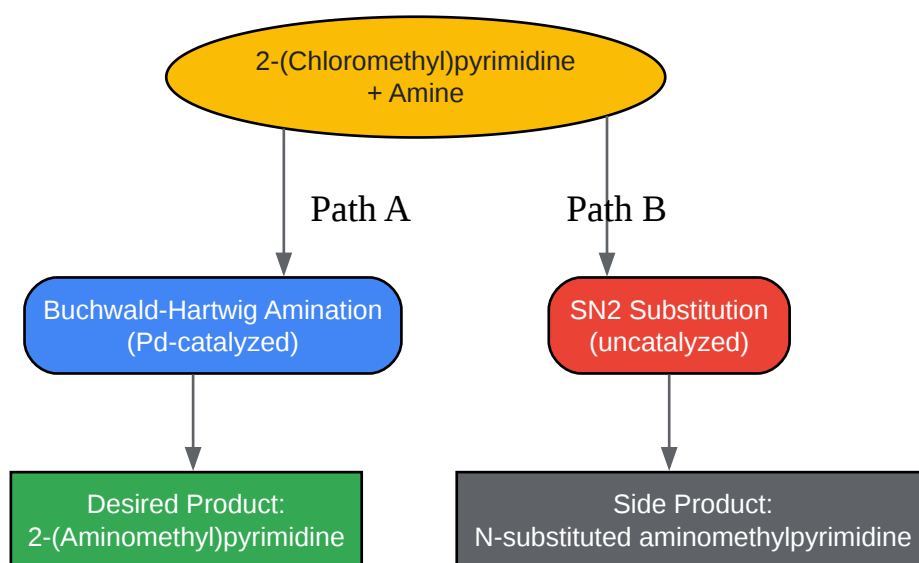 2-(Chloromethyl)pyrimidine
+ Amine
Path A
Path B
Buchwald-Hartwig Amination
(Pd-catalyzed)
SN2 Substitution
(uncatalyzed)
Desired Product:
2-(Aminomethyl)pyrimidine
Side Product:
N-substituted aminomethylpyrimidine